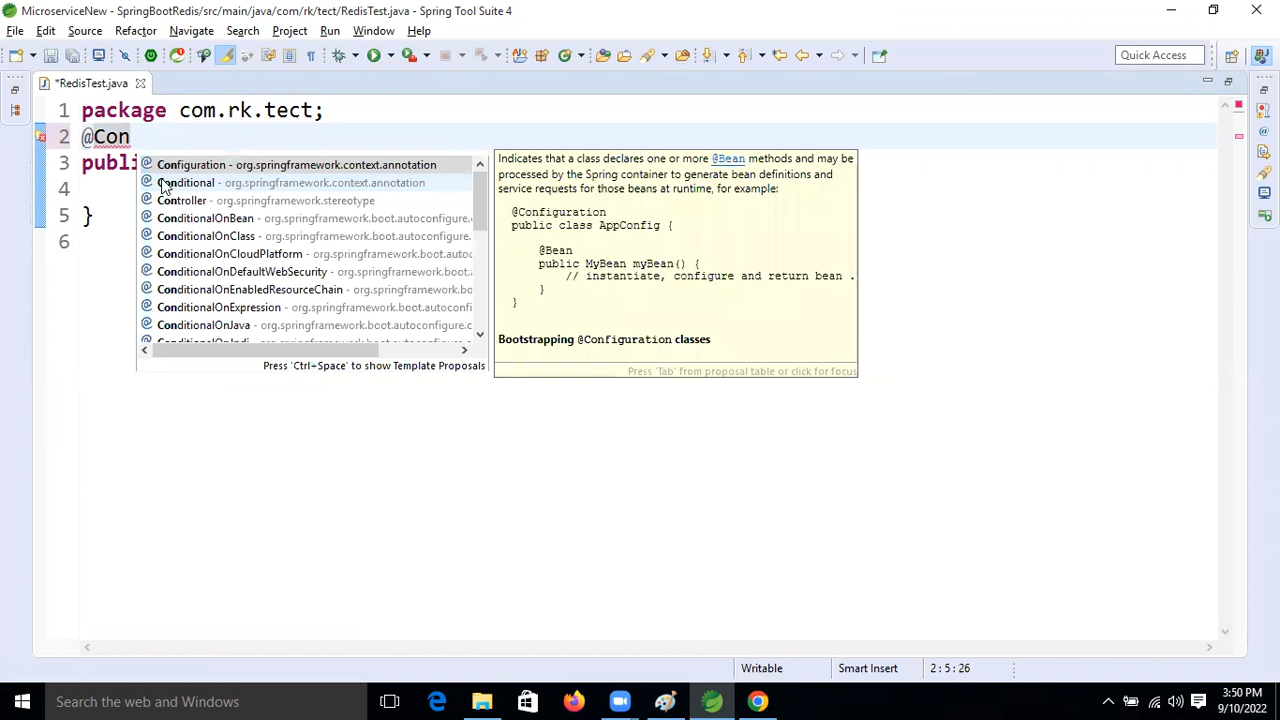 MicroserviceNew - SpringBootRedis/src/main/java/com/rk/tect/RedisTest.java - Spring Tool Suite 4
File Edit Source Refactor Navigate Search Project Run Window Help
Quick Access
*RedisTest.java
1 package com.rk.tect;
2 @Con
3 publi
4
5 }
6
Configuration - org.springframework.context.annotation
Conditional - org.springframework.context.annotation
Controller - org.springframework.stereotype
ConditionalOnBean - org.springframework.boot.autoconfigure.
ConditionalOnClass - org.springframework.boot.autoconfigure.
ConditionalOnCloudPlatform - org.springframework.boot.autoc
ConditionalOnDefaultWebSecurity - org.springframework.boot.
ConditionalOnEnabledResourceChain - org.springframework.bo
ConditionalOnExpression - org.springframework.boot.autoconfi
ConditionalOnJava - org.springframework.boot.autoconfigure.c
Press 'Ctrl+Space' to show Template Proposals
Indicates that a class declares one or more @Bean methods and may be
processed by the Spring container to generate bean definitions and
service requests for those beans at runtime, for example:
@Configuration
public class AppConfig {
@Bean
public MyBean myBean() {
// instantiate, configure and return bean .
}
}
Bootstrapping @Configuration classes
Press 'Tab' from proposal table or click for focus
Writable Smart Insert 2 : 5 : 26
Search the web and Windows
3:50 PM
9/10/2022